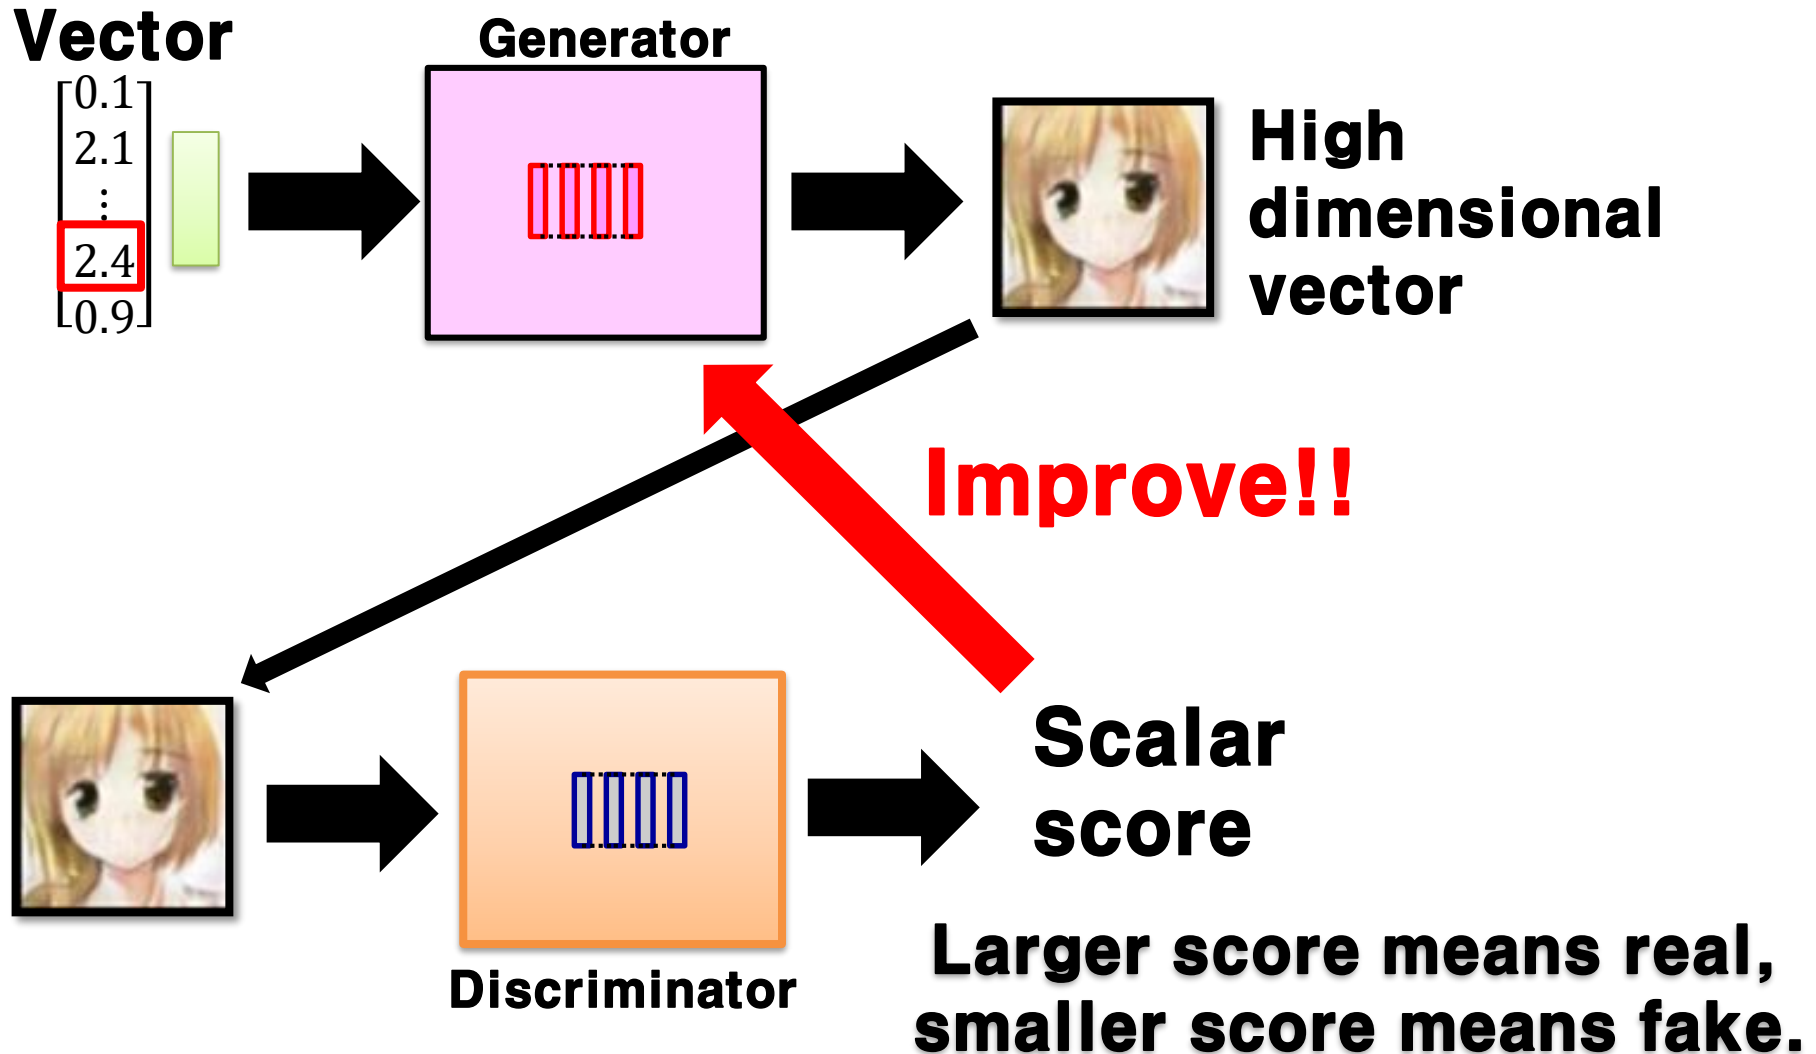 Vector
Generator
0.1
2.1
⋮
2.4
0.9
High
dimensional
vector
Improve!!
Scalar
score
Discriminator
Larger score means real,
smaller score means fake.